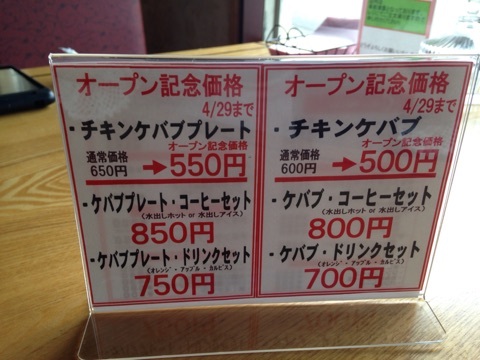 オープン記念価格
4/29まで
・チキンケバブプレート
オープン記念価格
通常価格
650円
→550円
・ケバブプレート・コーヒーセット
(水出しホット or 水出しアイス)
850円
・ケバブプレート・ドリンクセット
(オレンジ・アップル・カルピス)
750円
オープン記念価格
4/29まで
・チキンケバブ
オープン記念価格
通常価格
600円
→500円
・ケバブ・コーヒーセット
(水出しホット or 水出しアイス)
800円
・ケバブ・ドリンクセット
(オレンジ・アップル・カルピス)
700円